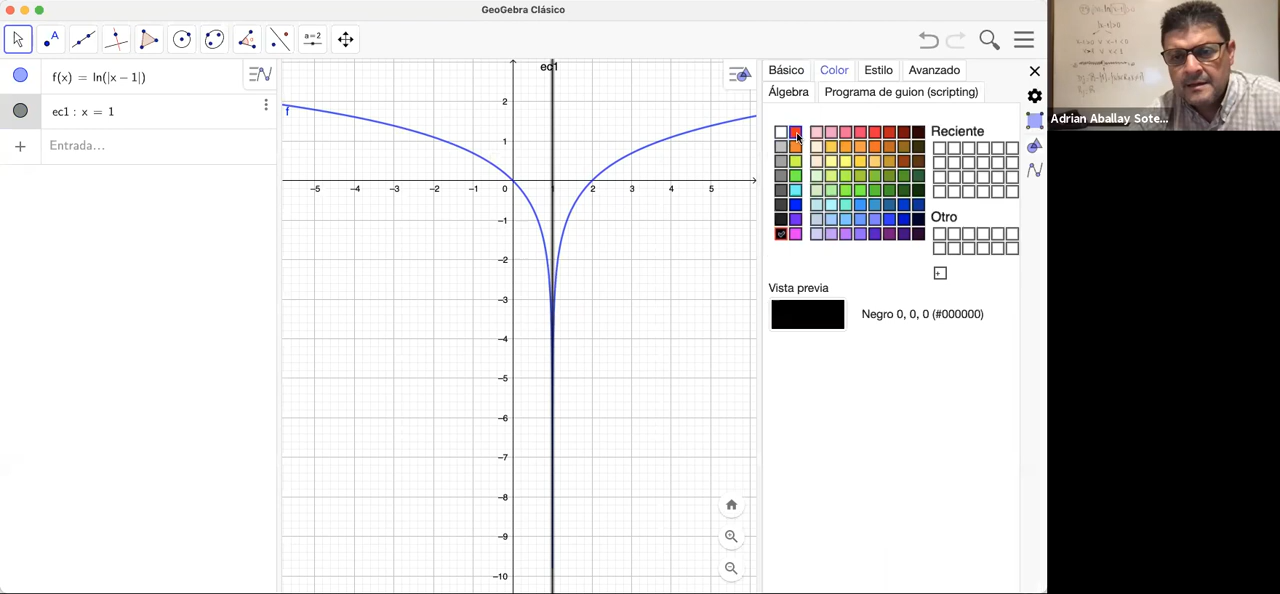 GeoGebra Clásico
a=2
f(x) = ln(|x − 1|)
ec1 : x = 1
Entrada…
ec1
f
2
1
−5 −4 −3 −2 −1 0 1 2 3 4 5
−1
−2
−3
−4
−5
−6
−7
−8
−9
−10
Básico Color Estilo Avanzado
Álgebra Programa de guion (scripting)
Reciente
Otro
+
Vista previa
Negro 0, 0, 0 (#000000)
Adrian Aballay Sote...